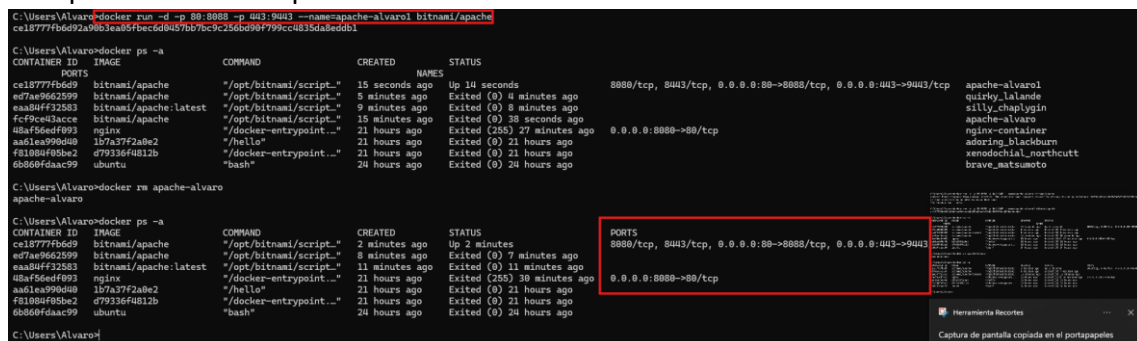 C:\Users\Alvaro>docker run -d -p 80:8088 -p 443:9443 --name=apache-alvaro1 bitnami/apache
ce18777fb6d92a90b3ea05fbec6d0457bb7bc9c256bd90f799cc4835da8eddb1
C:\Users\Alvaro>docker ps -a
CONTAINER ID IMAGE COMMAND CREATED STATUS
PORTS NAMES
ce18777fb6d9 bitnami/apache "/opt/bitnami/script…" 15 seconds ago Up 14 seconds 8080/tcp, 8443/tcp, 0.0.0.0:80->8088/tcp, 0.0.0.0:443->9443/tcp apache-alvaro1
ed7ae9662599 bitnami/apache "/opt/bitnami/script…" 5 minutes ago Exited (0) 4 minutes ago quirky_lalande
eaa84ff32583 bitnami/apache:latest "/opt/bitnami/script…" 9 minutes ago Exited (0) 8 minutes ago silly_chaplygin
fcf9ce43acce bitnami/apache "/opt/bitnami/script…" 15 minutes ago Exited (0) 38 seconds ago apache-alvaro
48af56edf093 nginx "/docker-entrypoint.…" 21 hours ago Exited (255) 27 minutes ago 0.0.0.0:8080->80/tcp nginx-container
aa61ea990d40 1b7a37f2a0e2 "/hello" 21 hours ago Exited (0) 21 hours ago adoring_blackburn
f81084f05be2 d79336f4812b "/docker-entrypoint.…" 21 hours ago Exited (0) 21 hours ago xenodochial_northcutt
6b860fdaac99 ubuntu "bash" 24 hours ago Exited (0) 24 hours ago brave_matsumoto
C:\Users\Alvaro>docker rm apache-alvaro
apache-alvaro
C:\Users\Alvaro>docker ps -a
CONTAINER ID IMAGE COMMAND CREATED STATUS PORTS
ce18777fb6d9 bitnami/apache "/opt/bitnami/script…" 2 minutes ago Up 2 minutes 8080/tcp, 8443/tcp, 0.0.0.0:80->8088/tcp, 0.0.0.0:443->9443
ed7ae9662599 bitnami/apache "/opt/bitnami/script…" 8 minutes ago Exited (0) 7 minutes ago
eaa84ff32583 bitnami/apache:latest "/opt/bitnami/script…" 11 minutes ago Exited (0) 11 minutes ago
48af56edf093 nginx "/docker-entrypoint.…" 21 hours ago Exited (255) 30 minutes ago 0.0.0.0:8080->80/tcp
aa61ea990d40 1b7a37f2a0e2 "/hello" 21 hours ago Exited (0) 21 hours ago
f81084f05be2 d79336f4812b "/docker-entrypoint.…" 21 hours ago Exited (0) 21 hours ago
6b860fdaac99 ubuntu "bash" 24 hours ago Exited (0) 24 hours ago
C:\Users\Alvaro>
Herramienta Recortes
Captura de pantalla copiada en el portapapeles